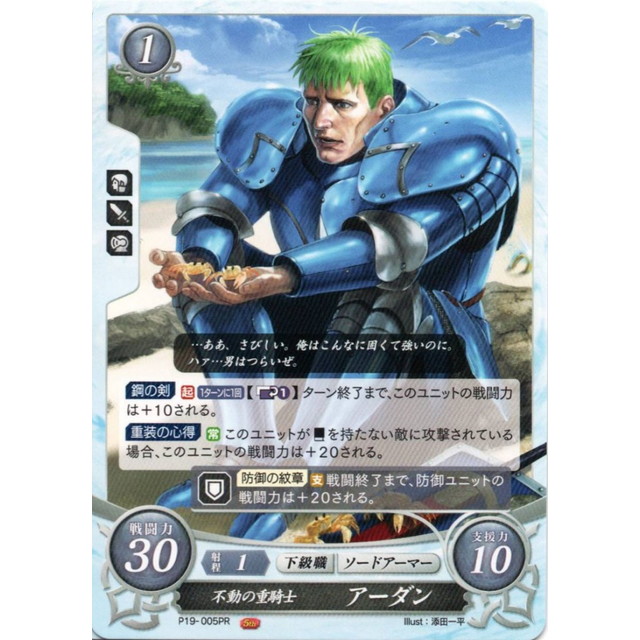 1
…ああ、さびしい。俺はこんなに固くて強いのに。
ハァ…男はつらいぜ。
鋼の剣 起 1ターンに1回【1】ターン終了まで、このユニットの戦闘力
は+10される。
重装の心得 常 このユニットが を持たない敵に攻撃されている
場合、このユニットの戦闘力は+20される。
防御の紋章 支 戦闘終了まで、防御ユニットの
戦闘力は+20される。
戦闘力
30
射程 1
下級職
ソードアーマー
支援力
10
不動の重騎士 アーダン
P19-005PR
Illust:添田一平